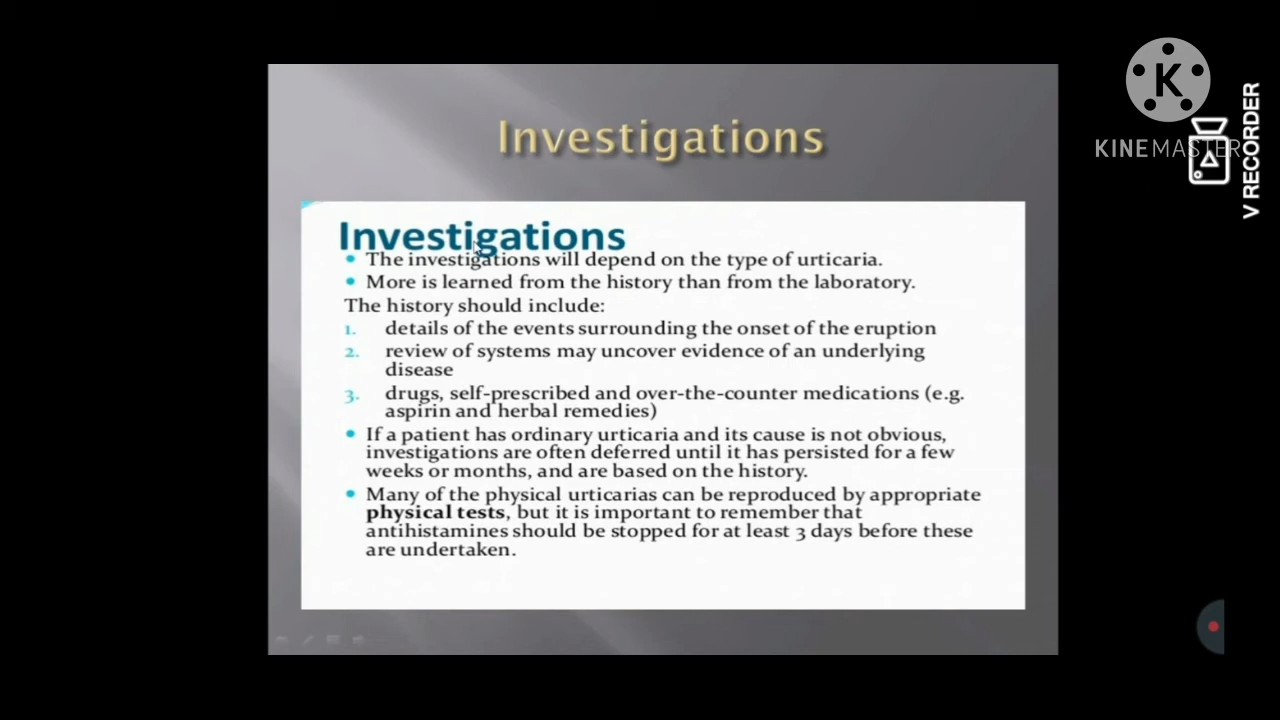 Investigations
Investigations
• The investigations will depend on the type of urticaria.
• More is learned from the history than from the laboratory.
The history should include:
1. details of the events surrounding the onset of the eruption
2. review of systems may uncover evidence of an underlying
disease
3. drugs, self-prescribed and over-the-counter medications (e.g.
aspirin and herbal remedies)
• If a patient has ordinary urticaria and its cause is not obvious,
investigations are often deferred until it has persisted for a few
weeks or months, and are based on the history.
• Many of the physical urticarias can be reproduced by appropriate
physical tests, but it is important to remember that
antihistamines should be stopped for at least 3 days before these
are undertaken.
K
KINEMASTER
V RECORDER